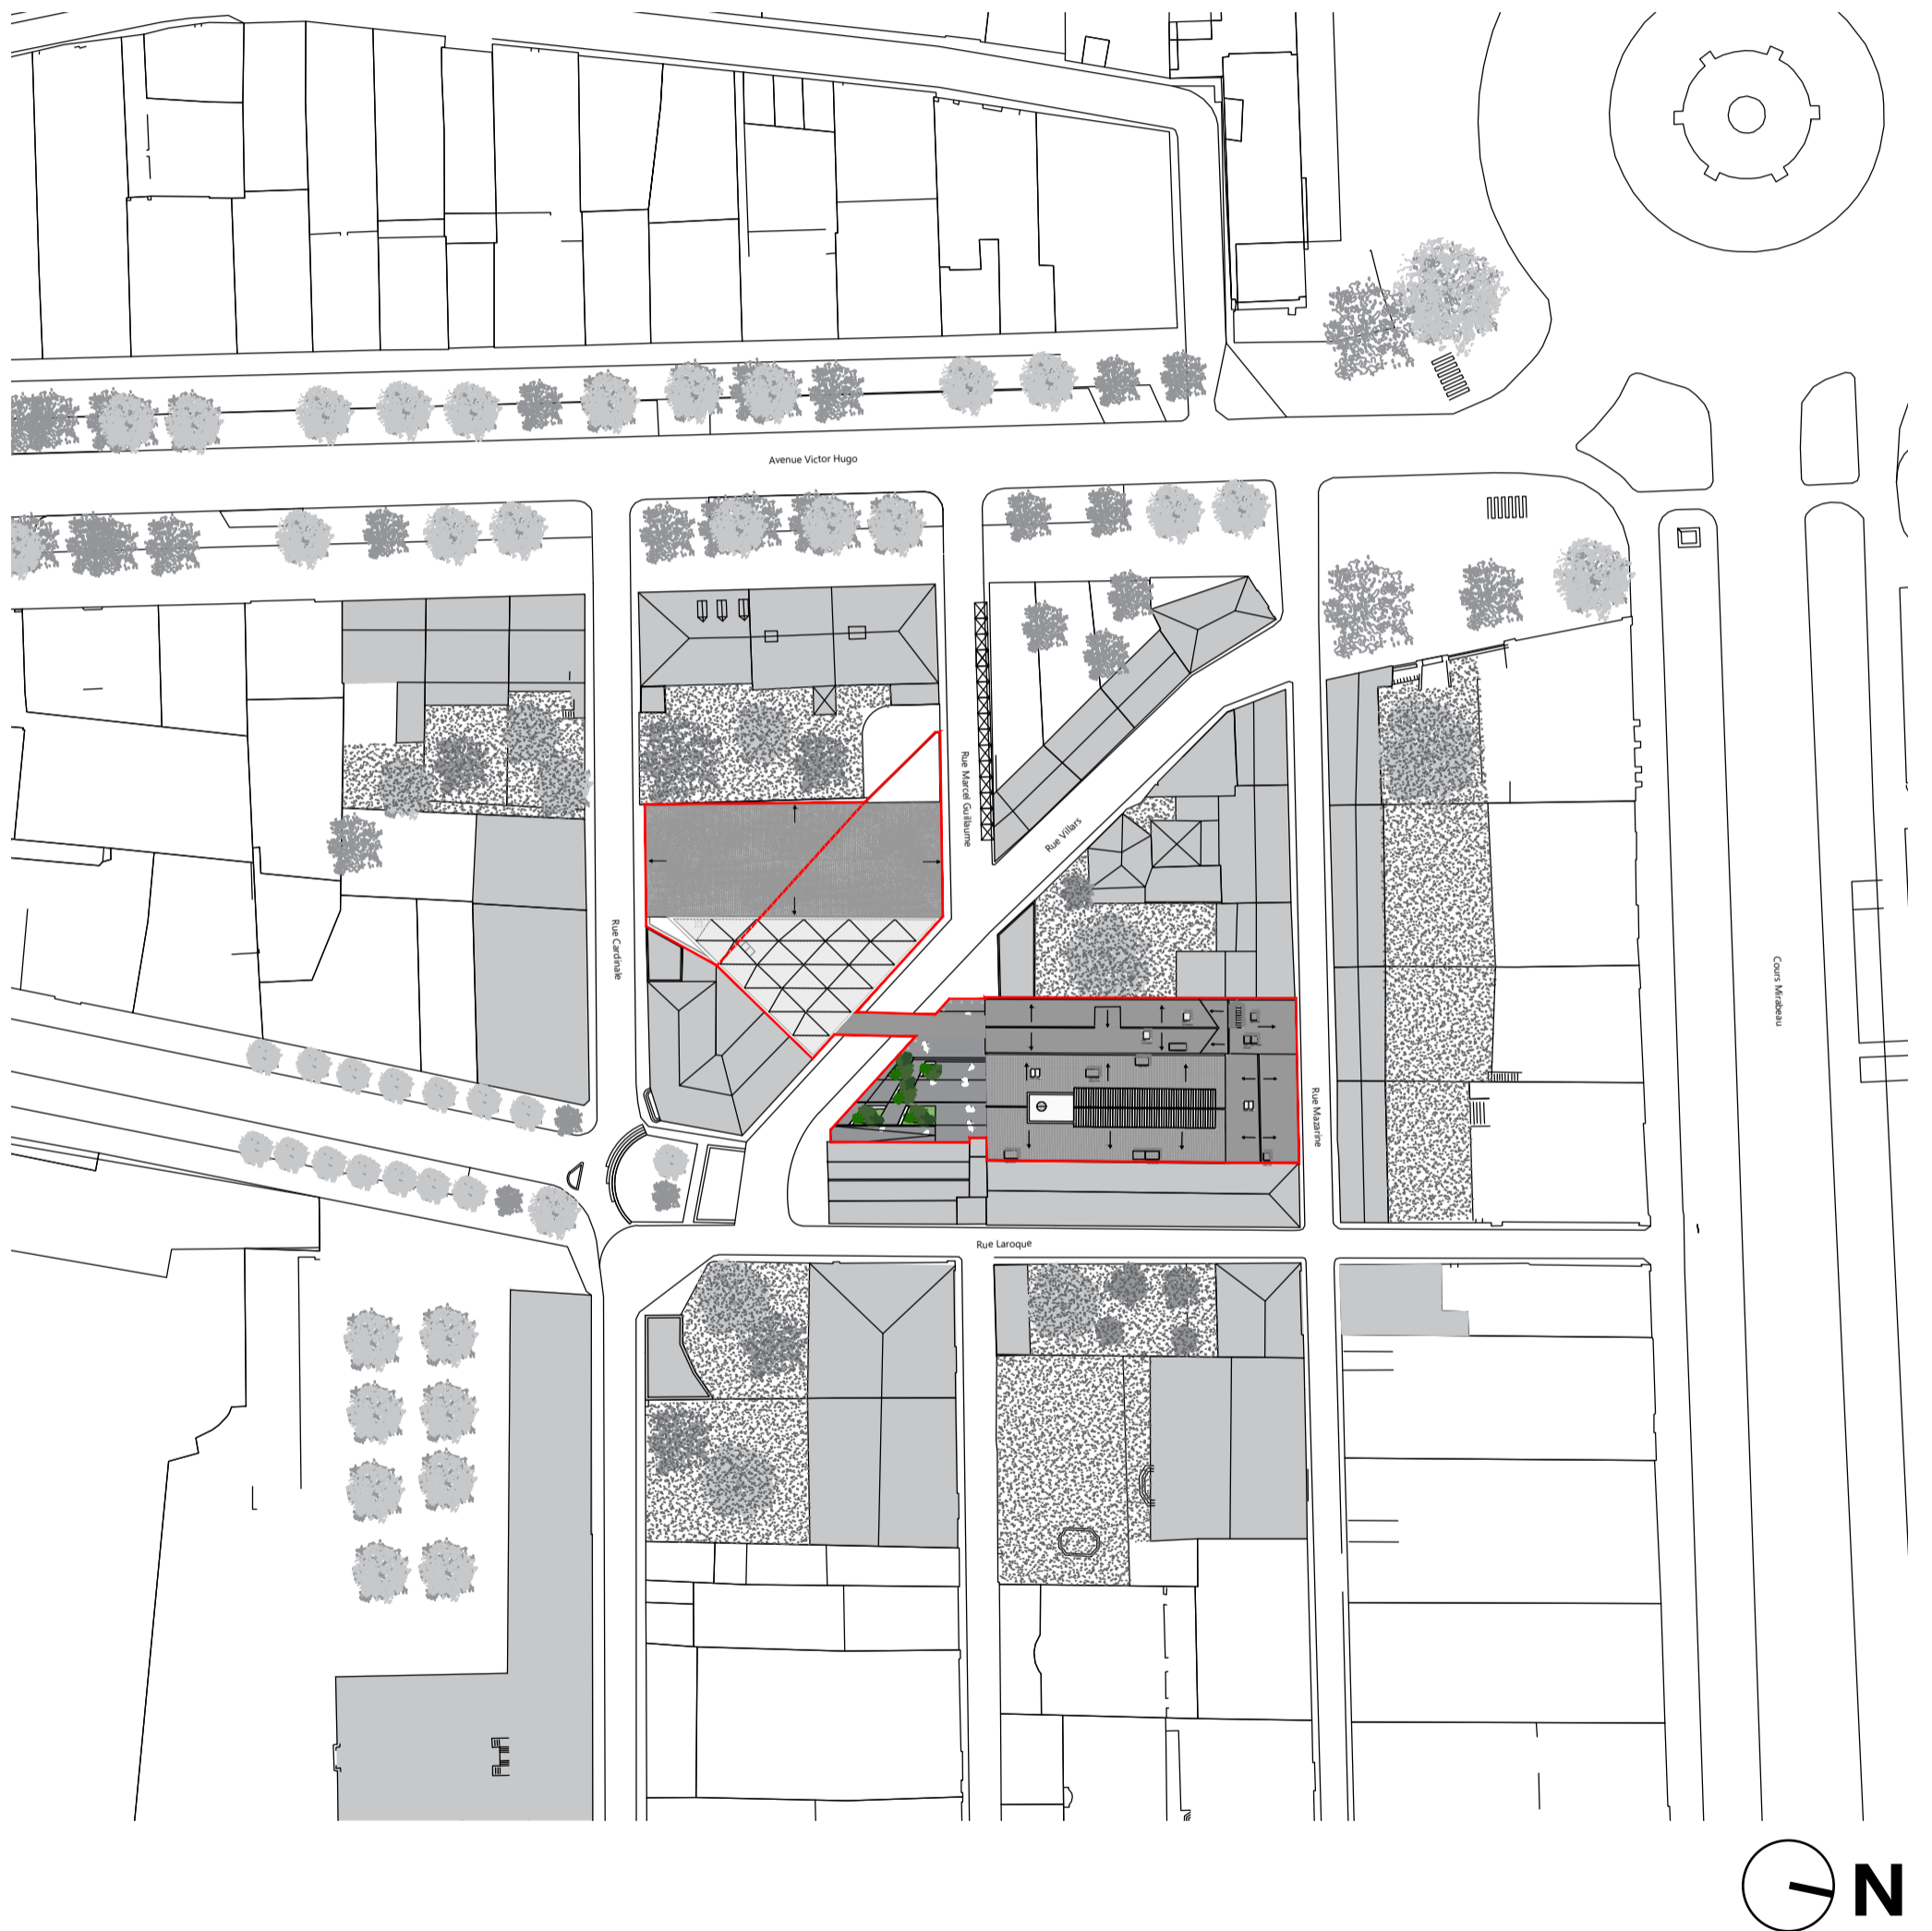 Avenue Victor Hugo
Rue Marcel Guillaume
Rue Villars
Rue Cardinale
Cours Mirabeau
Rue Mazarine
Rue Laroque
N